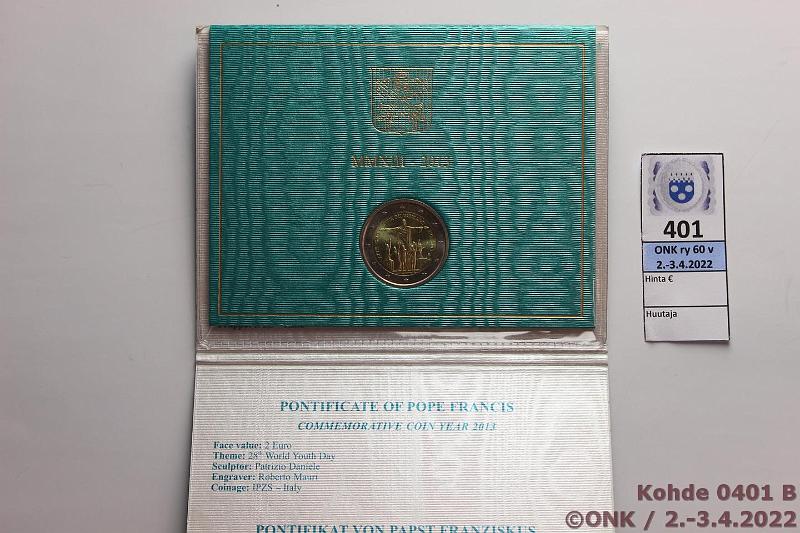 MMXIII - 2013
401
ONK ry 60 v
2.-3.4.2022
Hinta €
Huutaja
PONTIFICATE OF POPE FRANCIS
COMMEMORATIVE COIN YEAR 2013
Face value: 2 Euro
Theme: 28th World Youth Day
Sculptor: Patrizio Daniele
Engraver: Roberto Mauri
Coinage: IPZS – Italy
PONTIFIKAT VON PAPST FRANZISKUS
Kohde 0401 B
©ONK / 2.-3.4.2022